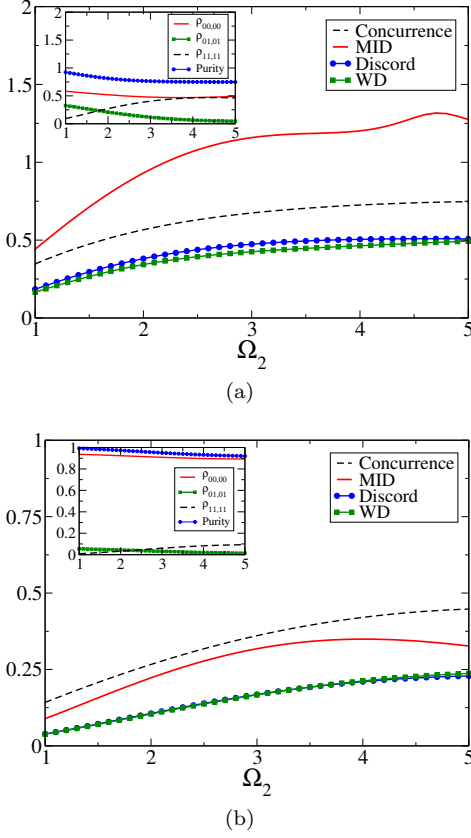 2
1.5
1
0.5
0
1
2
3
4
5
Ω₂
Concurrence
MID
Discord
WD
2
1.5
1
0.5
0
1
2
3
4
5
ρ₀₀,₀₀
ρ₀₁,₀₁
ρ₁₁,₁₁
Purity
(a)
1
0.75
0.5
0.25
0
1
2
3
4
5
Ω₂
Concurrence
MID
Discord
WD
1
0.8
0.6
0.4
0.2
0
1
2
3
4
5
ρ₀₀,₀₀
ρ₀₁,₀₁
ρ₁₁,₁₁
Purity
(b)